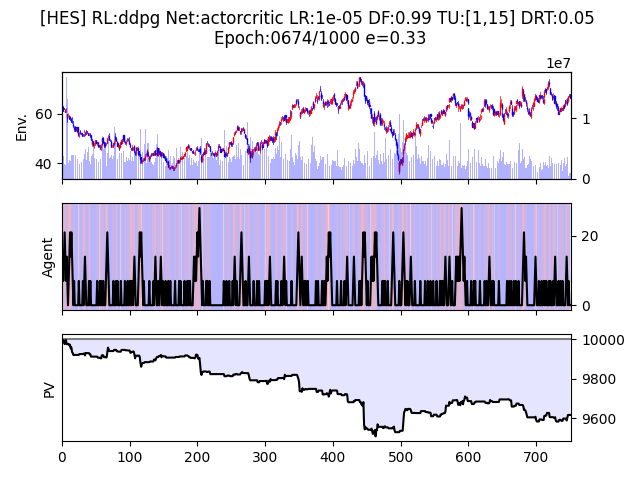 [HES] RL:ddpg Net:actorcritic LR:1e-05 DF:0.99 TU:[1,15] DRT:0.05
Epoch:0674/1000 e=0.33
1e7
Env.
60
40
1
0
Agent
20
0
PV
10000
9800
9600
0 100 200 300 400 500 600 700